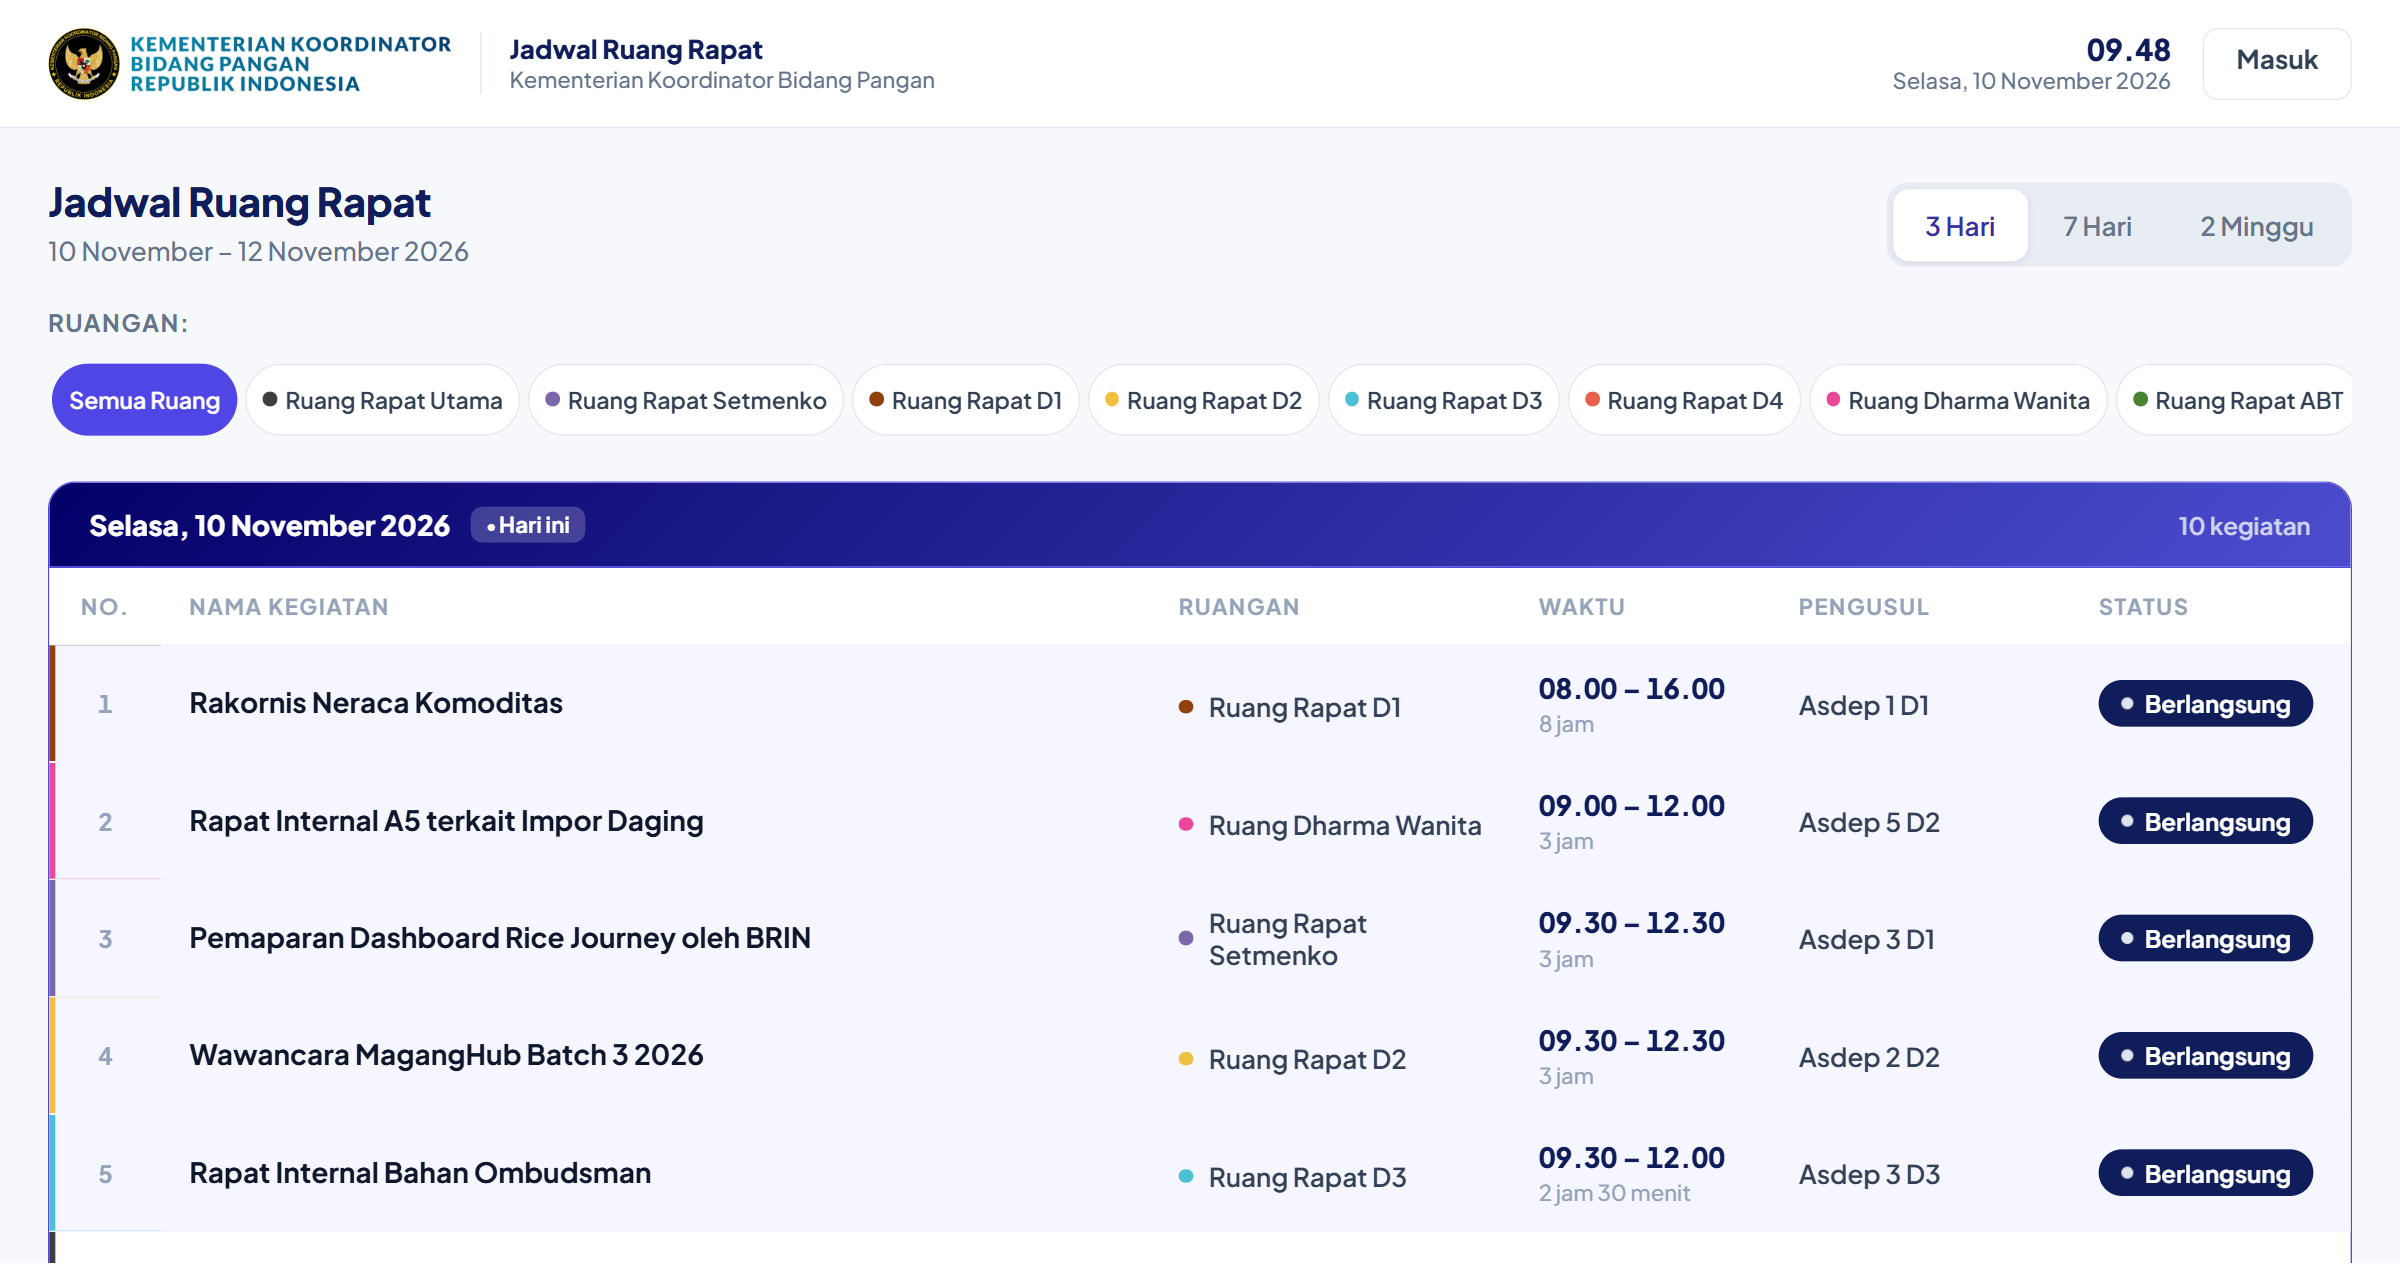 KEMENTERIAN KOORDINATOR
BIDANG PANGAN
REPUBLIK INDONESIA
Jadwal Ruang Rapat
Kementerian Koordinator Bidang Pangan
09.48
Selasa, 10 November 2026
Masuk
Jadwal Ruang Rapat
10 November – 12 November 2026
3 Hari
7 Hari
2 Minggu
RUANGAN:
Semua Ruang
Ruang Rapat Utama
Ruang Rapat Setmenko
Ruang Rapat D1
Ruang Rapat D2
Ruang Rapat D3
Ruang Rapat D4
Ruang Dharma Wanita
Ruang Rapat ABT
Selasa, 10 November 2026
• Hari ini
10 kegiatan
NO. NAMA KEGIATAN RUANGAN WAKTU PENGUSUL STATUS
1
Rakornis Neraca Komoditas
Ruang Rapat D1
08.00 – 16.00
8 jam
Asdep 1 D1
Berlangsung
2
Rapat Internal A5 terkait Impor Daging
Ruang Dharma Wanita
09.00 – 12.00
3 jam
Asdep 5 D2
Berlangsung
3
Pemaparan Dashboard Rice Journey oleh BRIN
Ruang Rapat
Setmenko
09.30 – 12.30
3 jam
Asdep 3 D1
Berlangsung
4
Wawancara MagangHub Batch 3 2026
Ruang Rapat D2
09.30 – 12.30
3 jam
Asdep 2 D2
Berlangsung
5
Rapat Internal Bahan Ombudsman
Ruang Rapat D3
09.30 – 12.00
2 jam 30 menit
Asdep 3 D3
Berlangsung